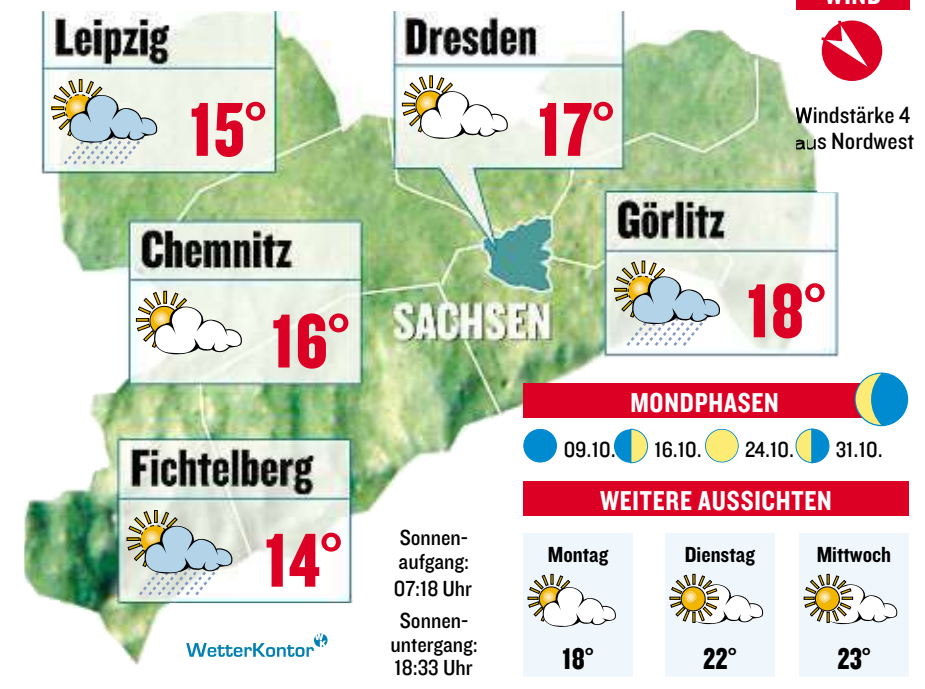 WIND
Leipzig
15°
Dresden
17°
Windstärke 4
aus Nordwest
Chemnitz
16°
SACHSEN
Görlitz
18°
Fichtelberg
14°
WetterKontor
Sonnen-
aufgang:
07:18 Uhr
Sonnen-
untergang:
18:33 Uhr
MONDPHASEN
09.10. 16.10. 24.10. 31.10.
WEITERE AUSSICHTEN
Montag Dienstag Mittwoch
18° 22° 23°